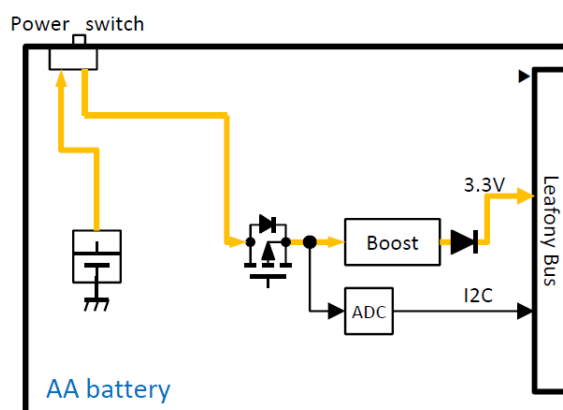 Power switch
3.3V
Boost
Leafony Bus
I2C
ADC
AA battery